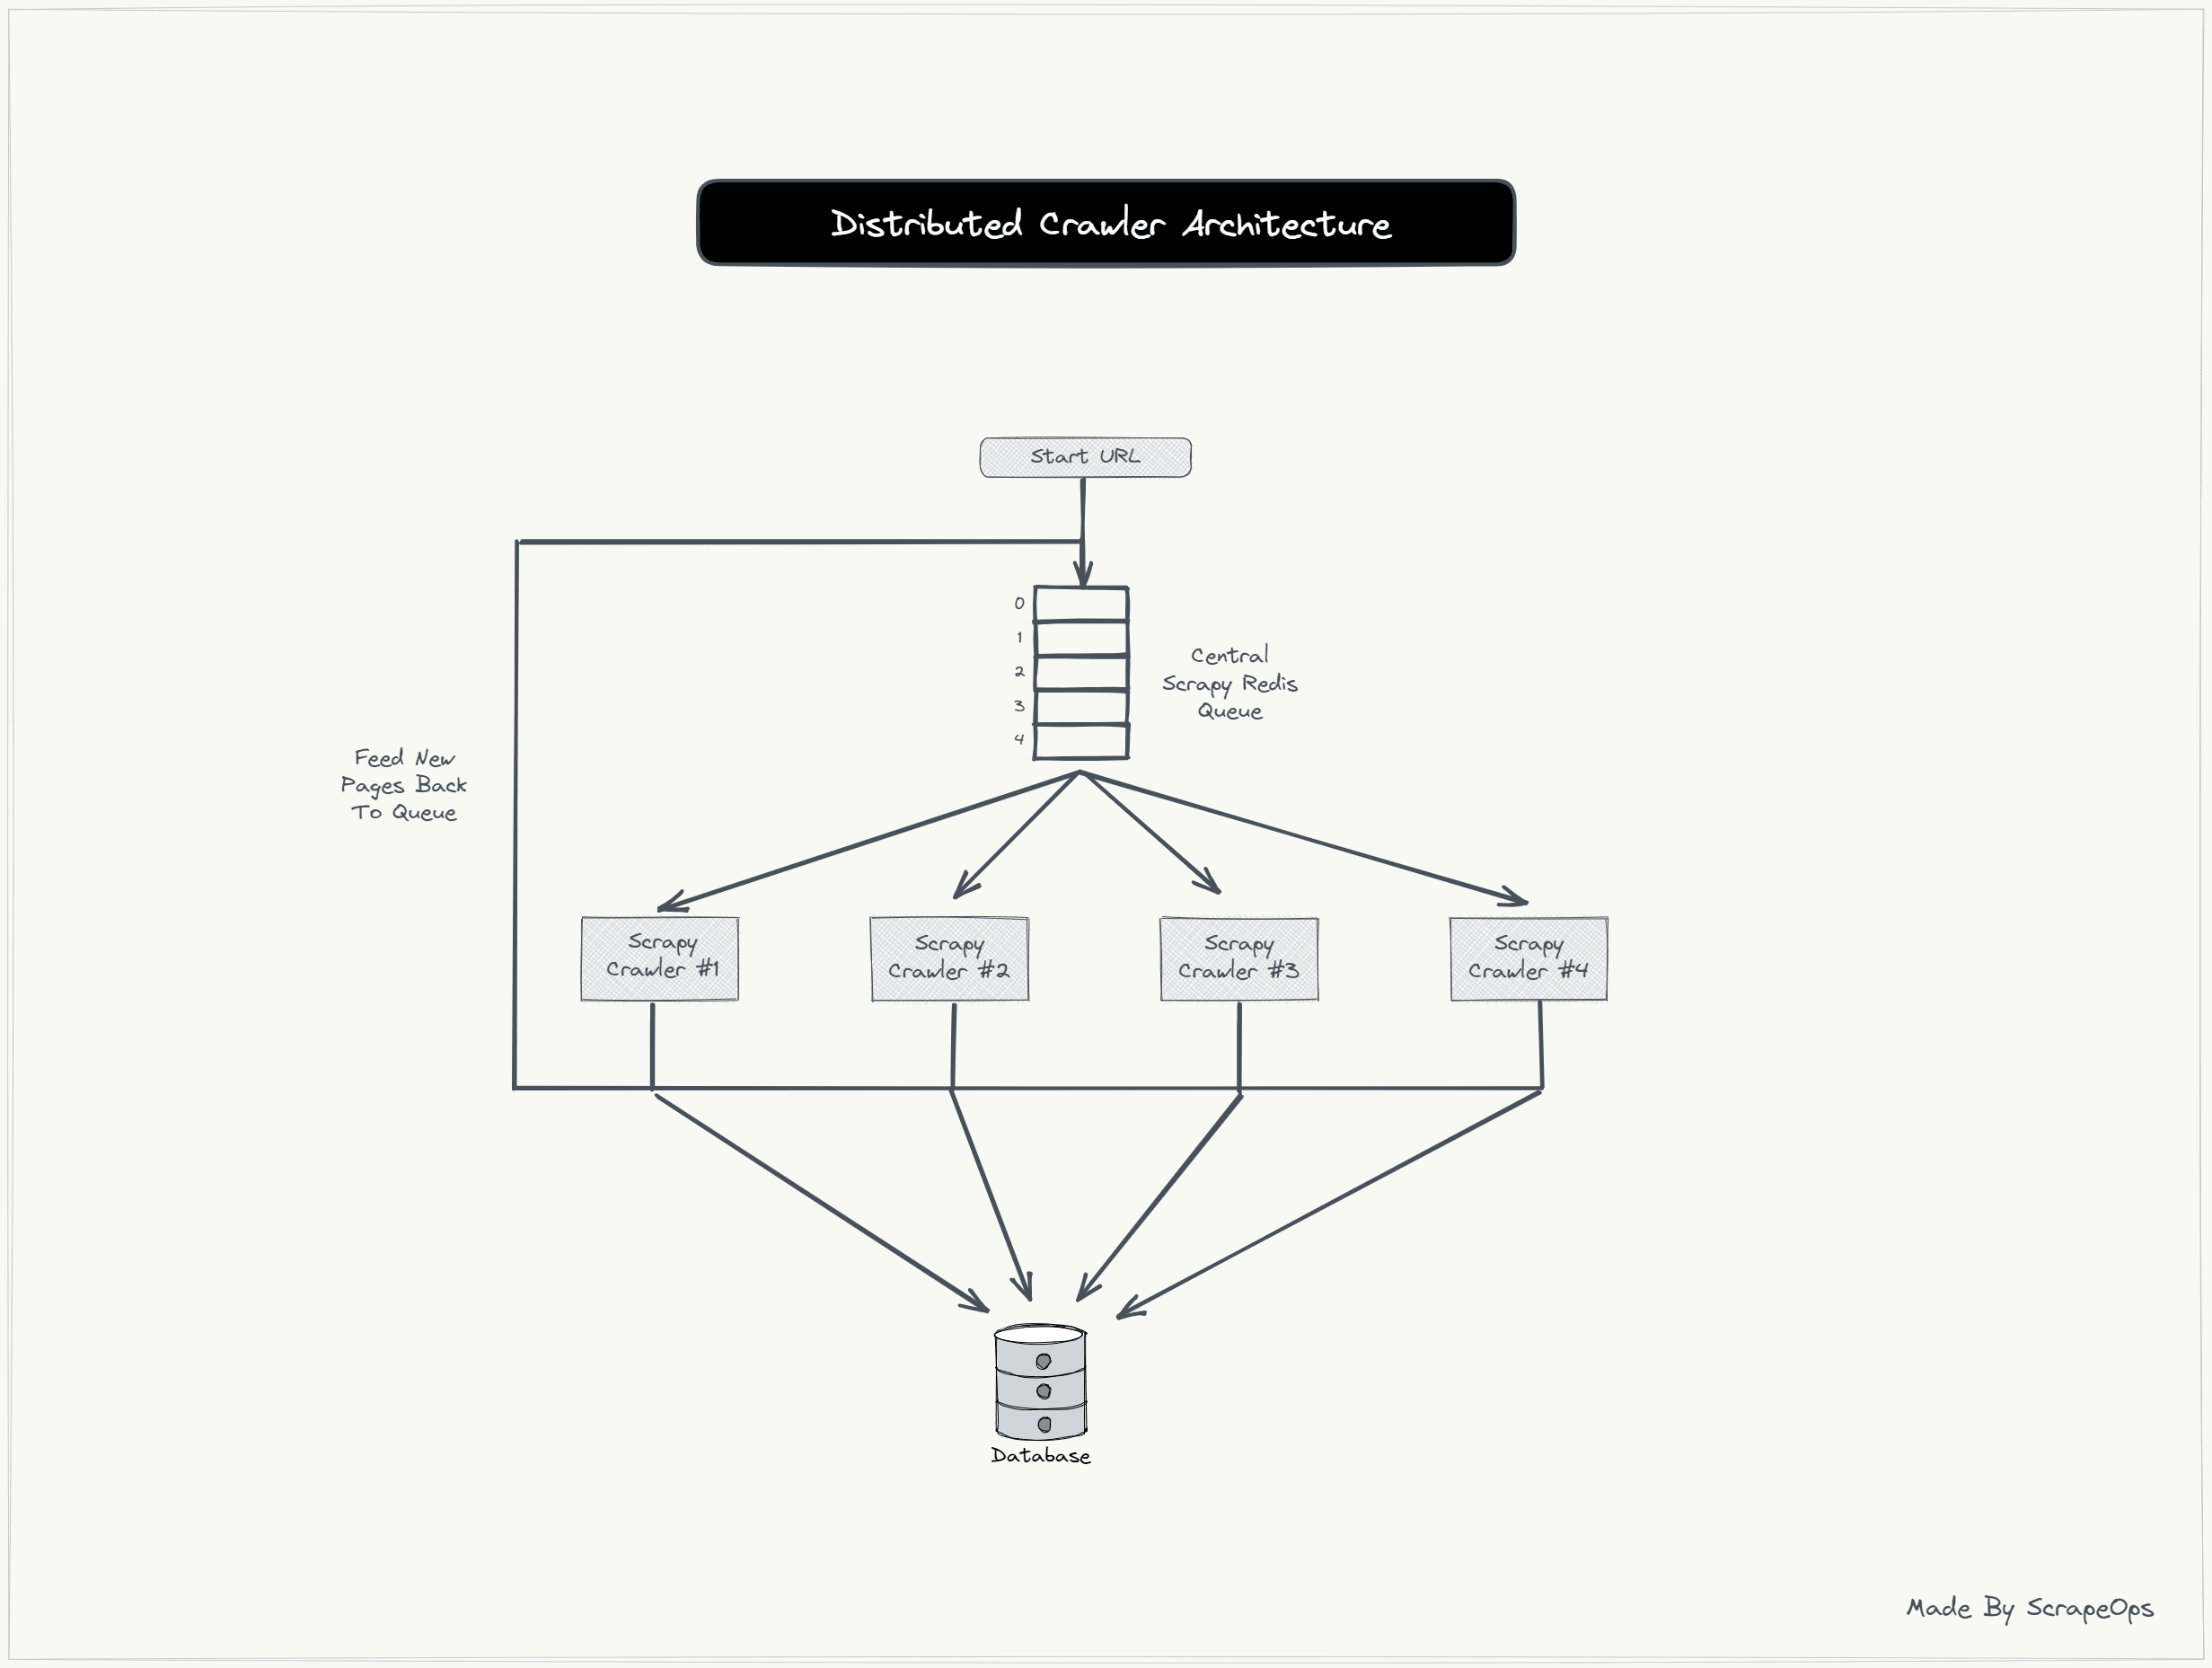 Distributed Crawler Architecture
Start URL
0
1
2
3
4
Central
Scrapy Redis
Queue
Feed New
Pages Back
To Queue
Scrapy
Crawler #1
Scrapy
Crawler #2
Scrapy
Crawler #3
Scrapy
Crawler #4
Database
Made By ScrapeOps